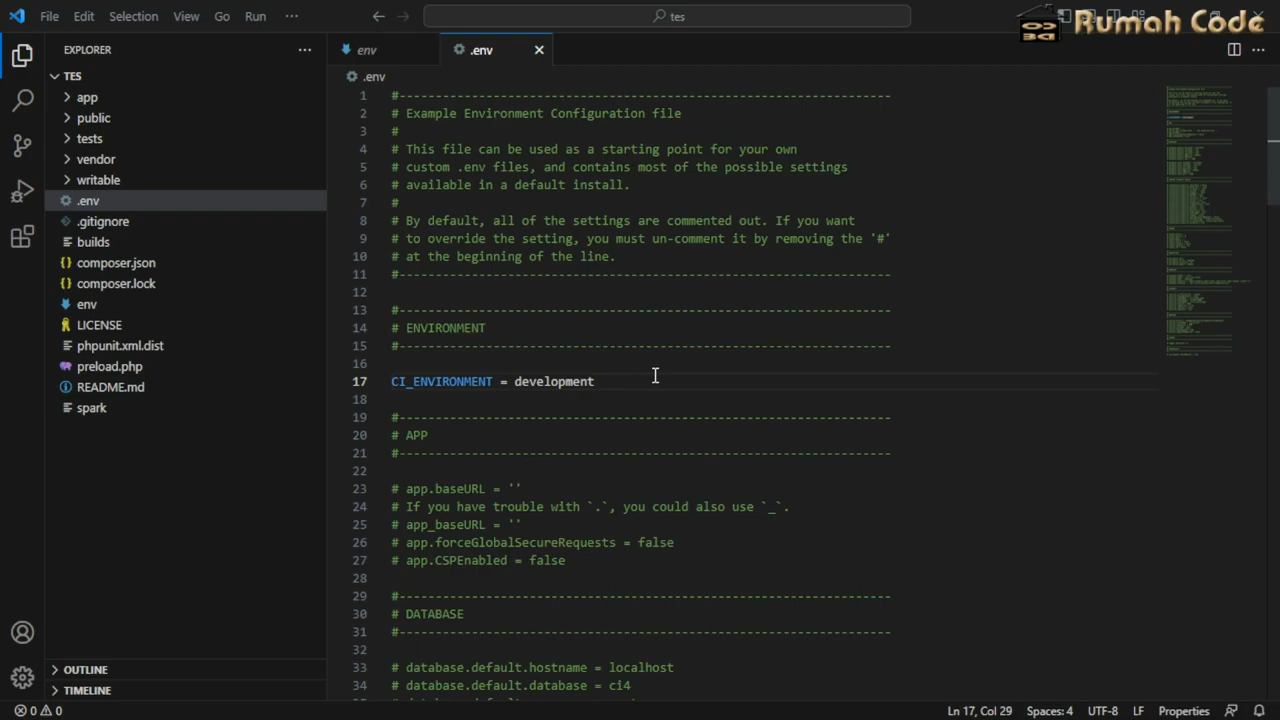 File Edit Selection View Go Run ··· tes
Rumah Code
EXPLORER ···
env
.env
TES
.env
app
public
tests
vendor
writable
.env
.gitignore
builds
composer.json
composer.lock
env
LICENSE
phpunit.xml.dist
preload.php
README.md
spark
OUTLINE
TIMELINE
1 #--------------------------------------------------------------------
2 # Example Environment Configuration file
3 #
4 # This file can be used as a starting point for your own
5 # custom .env files, and contains most of the possible settings
6 # available in a default install.
7 #
8 # By default, all of the settings are commented out. If you want
9 # to override the setting, you must un-comment it by removing the '#'
10 # at the beginning of the line.
11 #--------------------------------------------------------------------
12
13 #--------------------------------------------------------------------
14 # ENVIRONMENT
15 #--------------------------------------------------------------------
16
17 CI_ENVIRONMENT = development
18
19 #--------------------------------------------------------------------
20 # APP
21 #--------------------------------------------------------------------
22
23 # app.baseURL = ''
24 # If you have trouble with `.`, you could also use `_`.
25 # app_baseURL = ''
26 # app.forceGlobalSecureRequests = false
27 # app.CSPEnabled = false
28
29 #--------------------------------------------------------------------
30 # DATABASE
31 #--------------------------------------------------------------------
32
33 # database.default.hostname = localhost
34 # database.default.database = ci4
0 0 Ln 17, Col 29 Spaces: 4 UTF-8 LF Properties